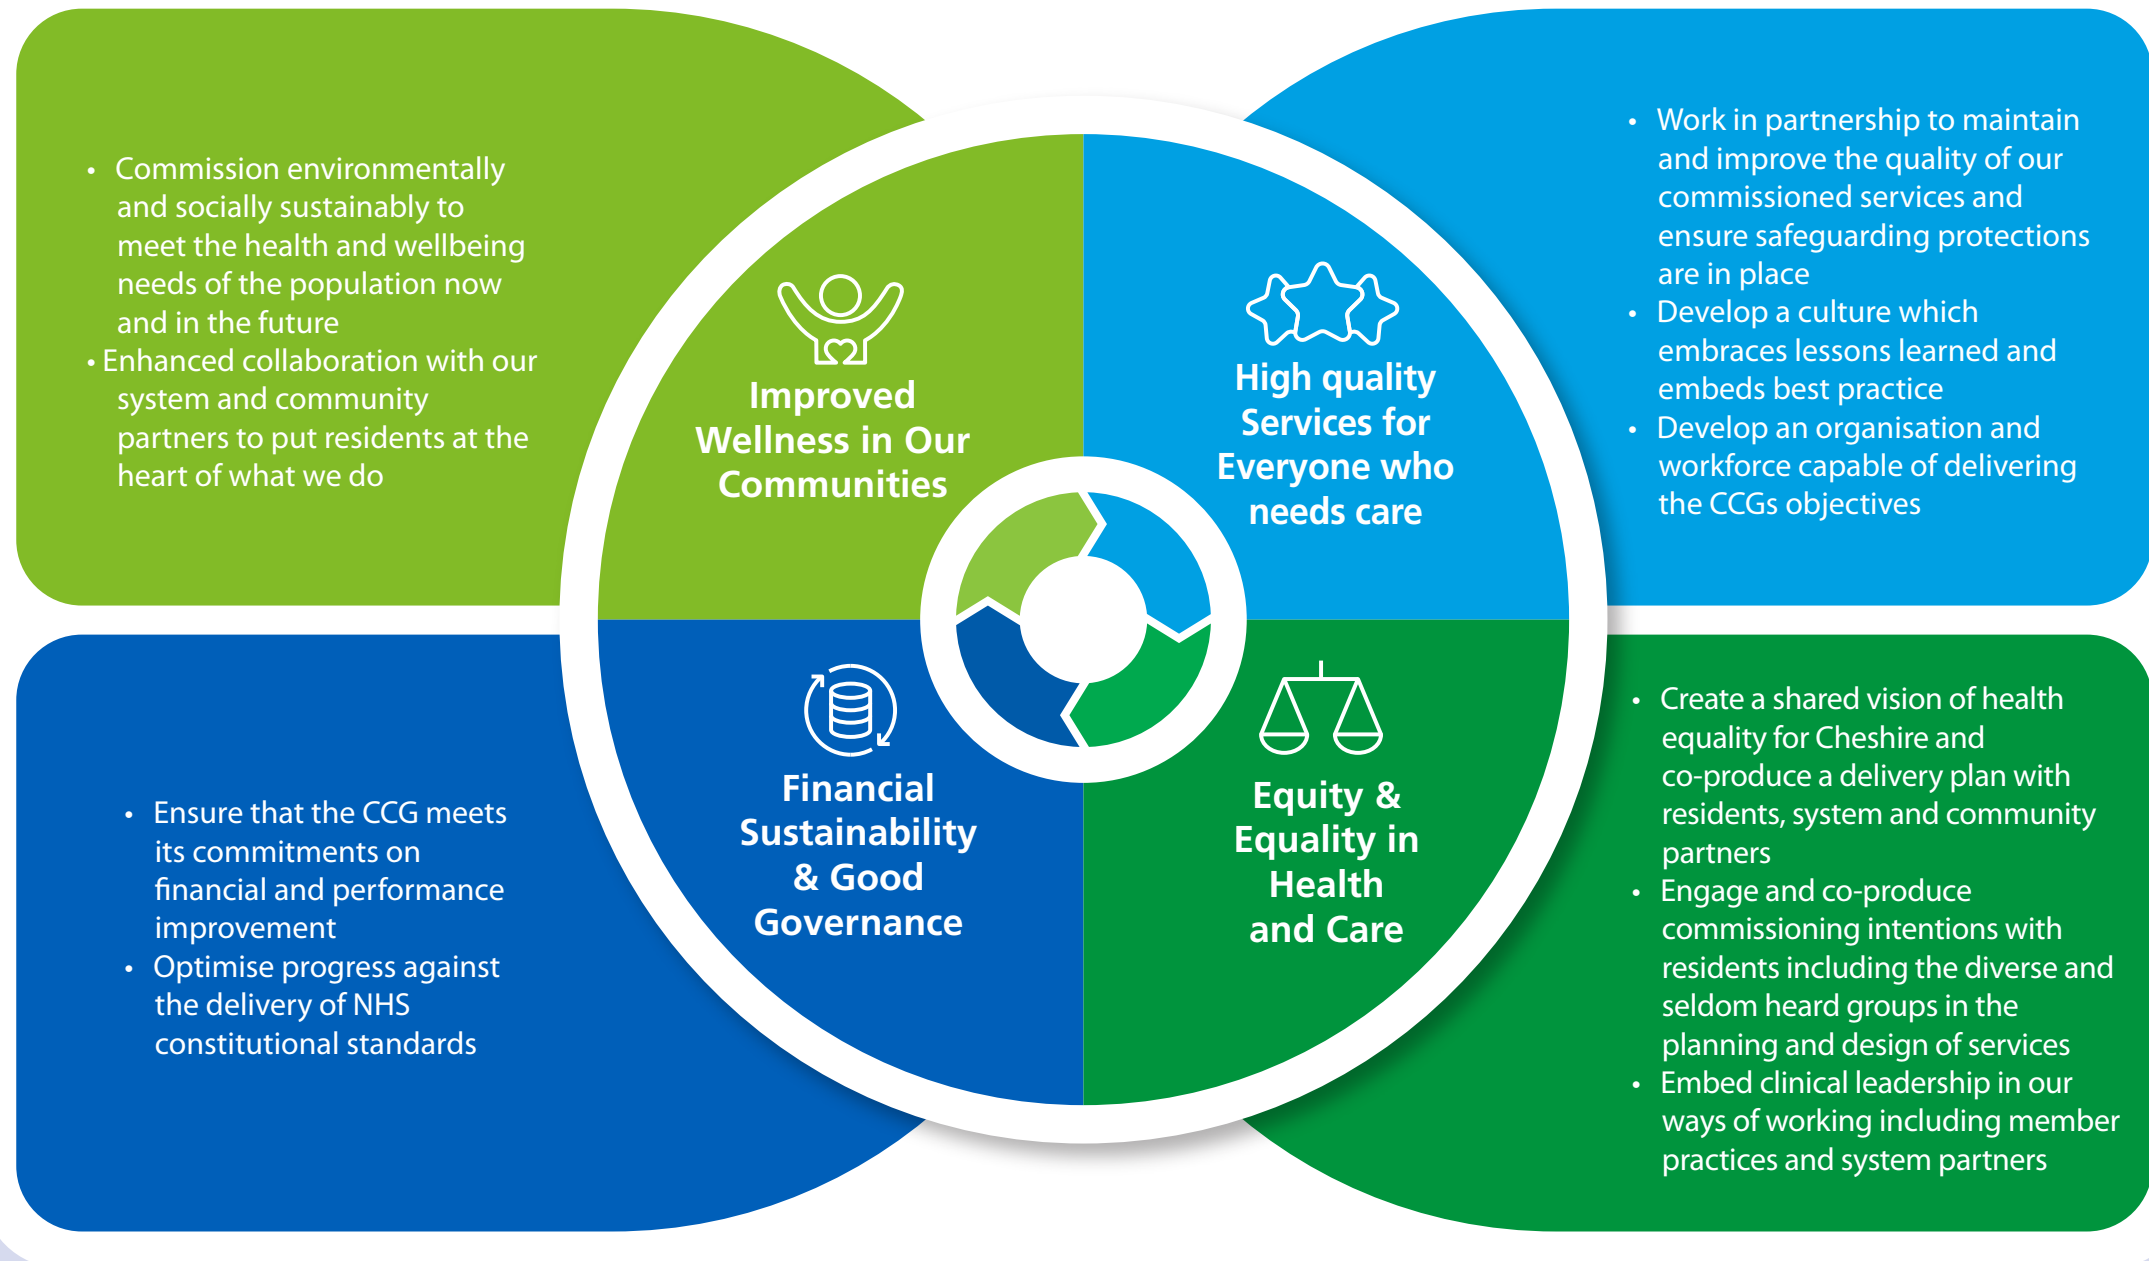 • Commission environmentally
and socially sustainably to
meet the health and wellbeing
needs of the population now
and in the future
• Enhanced collaboration with our
system and community
partners to put residents at the
heart of what we do
Improved
Wellness in Our
Communities
High quality
Services for
Everyone who
needs care
• Work in partnership to maintain
and improve the quality of our
commissioned services and
ensure safeguarding protections
are in place
• Develop a culture which
embraces lessons learned and
embeds best practice
• Develop an organisation and
workforce capable of delivering
the CCGs objectives
• Ensure that the CCG meets
its commitments on
financial and performance
improvement
• Optimise progress against
the delivery of NHS
constitutional standards
Financial
Sustainability
& Good
Governance
Equity &
Equality in
Health
and Care
• Create a shared vision of health
equality for Cheshire and
co-produce a delivery plan with
residents, system and community
partners
• Engage and co-produce
commissioning intentions with
residents including the diverse and
seldom heard groups in the
planning and design of services
• Embed clinical leadership in our
ways of working including member
practices and system partners